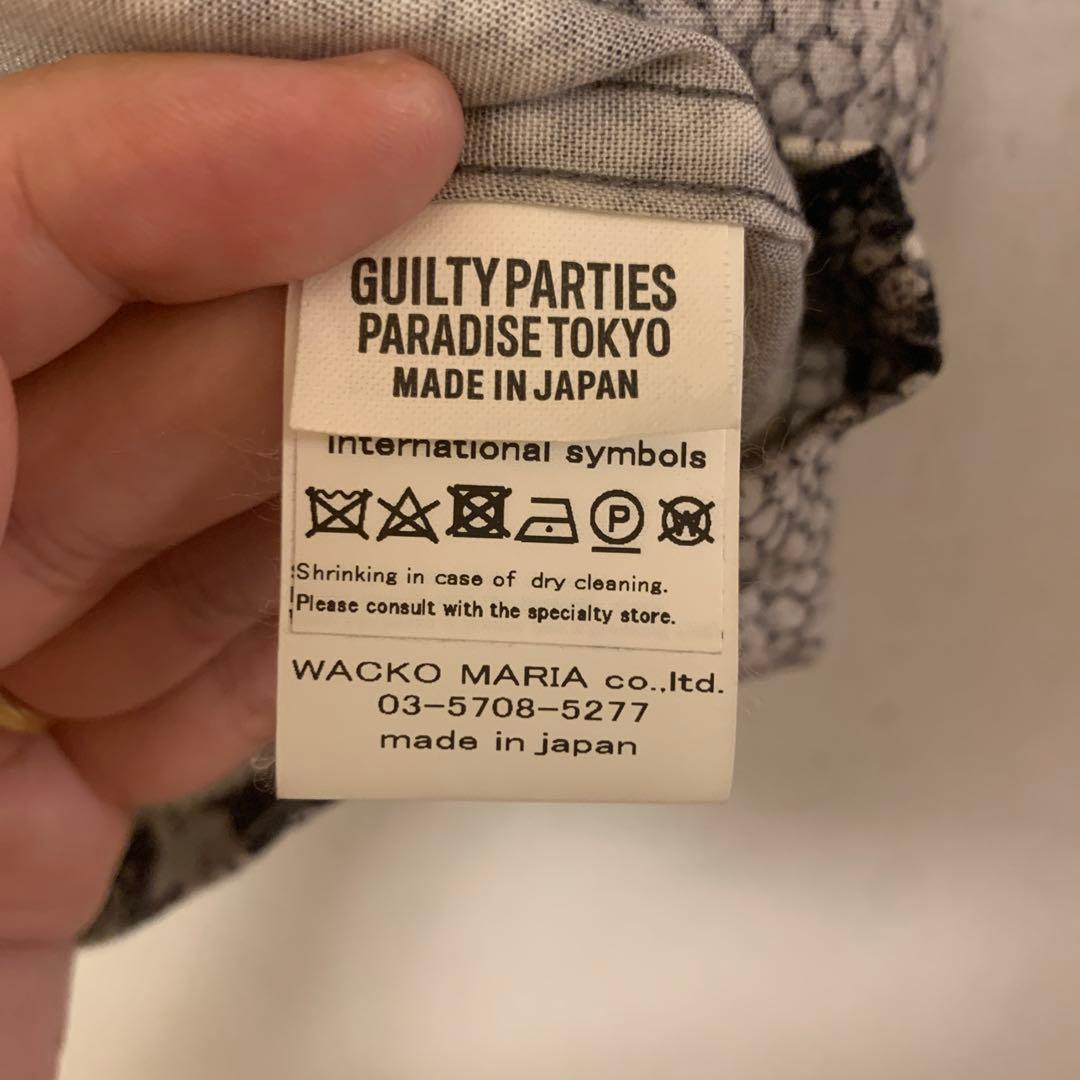 GUILTY PARTIES
PARADISE TOKYO
MADE IN JAPAN
International symbols
P W
Shrinking in case of dry cleaning.
Please consult with the specialty store.
WACKO MARIA co.,ltd.
03-5708-5277
made in japan